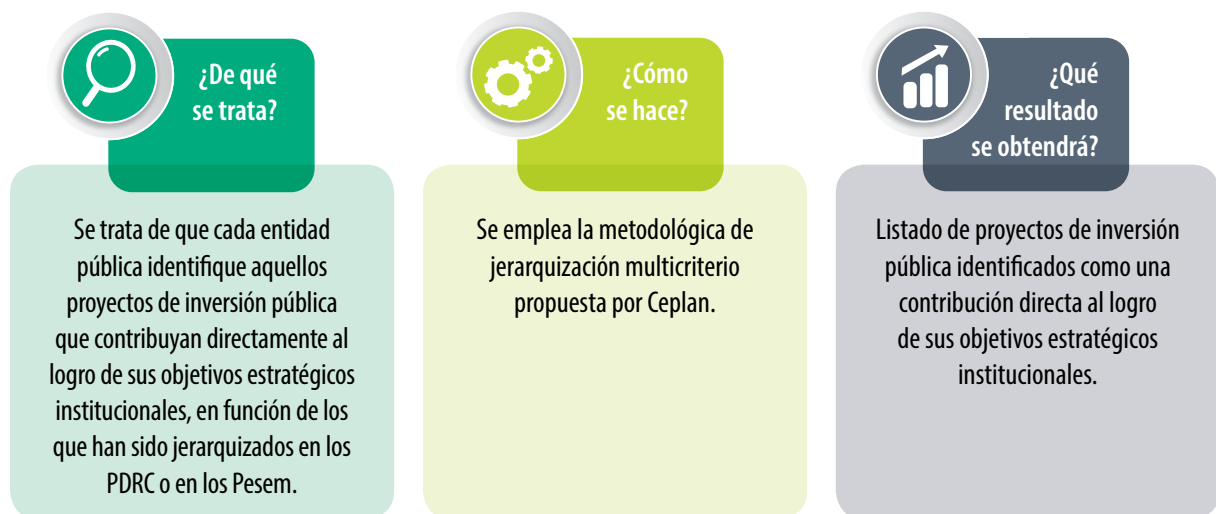 ¿De qué
se trata?
Se trata de que cada entidad
pública identifique aquellos
proyectos de inversión pública
que contribuyan directamente al
logro de sus objetivos estratégicos
institucionales, en función de los
que han sido jerarquizados en los
PDRC o en los Pesem.
¿Cómo
se hace?
Se emplea la metodológica de
jerarquización multicriterio
propuesta por Ceplan.
¿Qué
resultado
se obtendrá?
Listado de proyectos de inversión
pública identificados como una
contribución directa al logro
de sus objetivos estratégicos
institucionales.